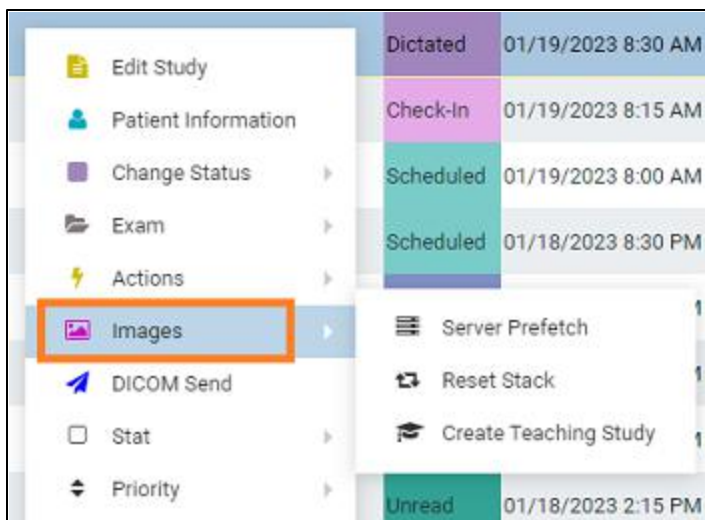 Edit Study
Patient Information
Change Status
Exam
Actions
Images
DICOM Send
Stat
Priority
Dictated 01/19/2023 8:30 AM
Check-In 01/19/2023 8:15 AM
Scheduled 01/19/2023 8:00 AM
Scheduled 01/18/2023 8:30 PM
Server Prefetch
Reset Stack
Create Teaching Study
Unread 01/18/2023 2:15 PM